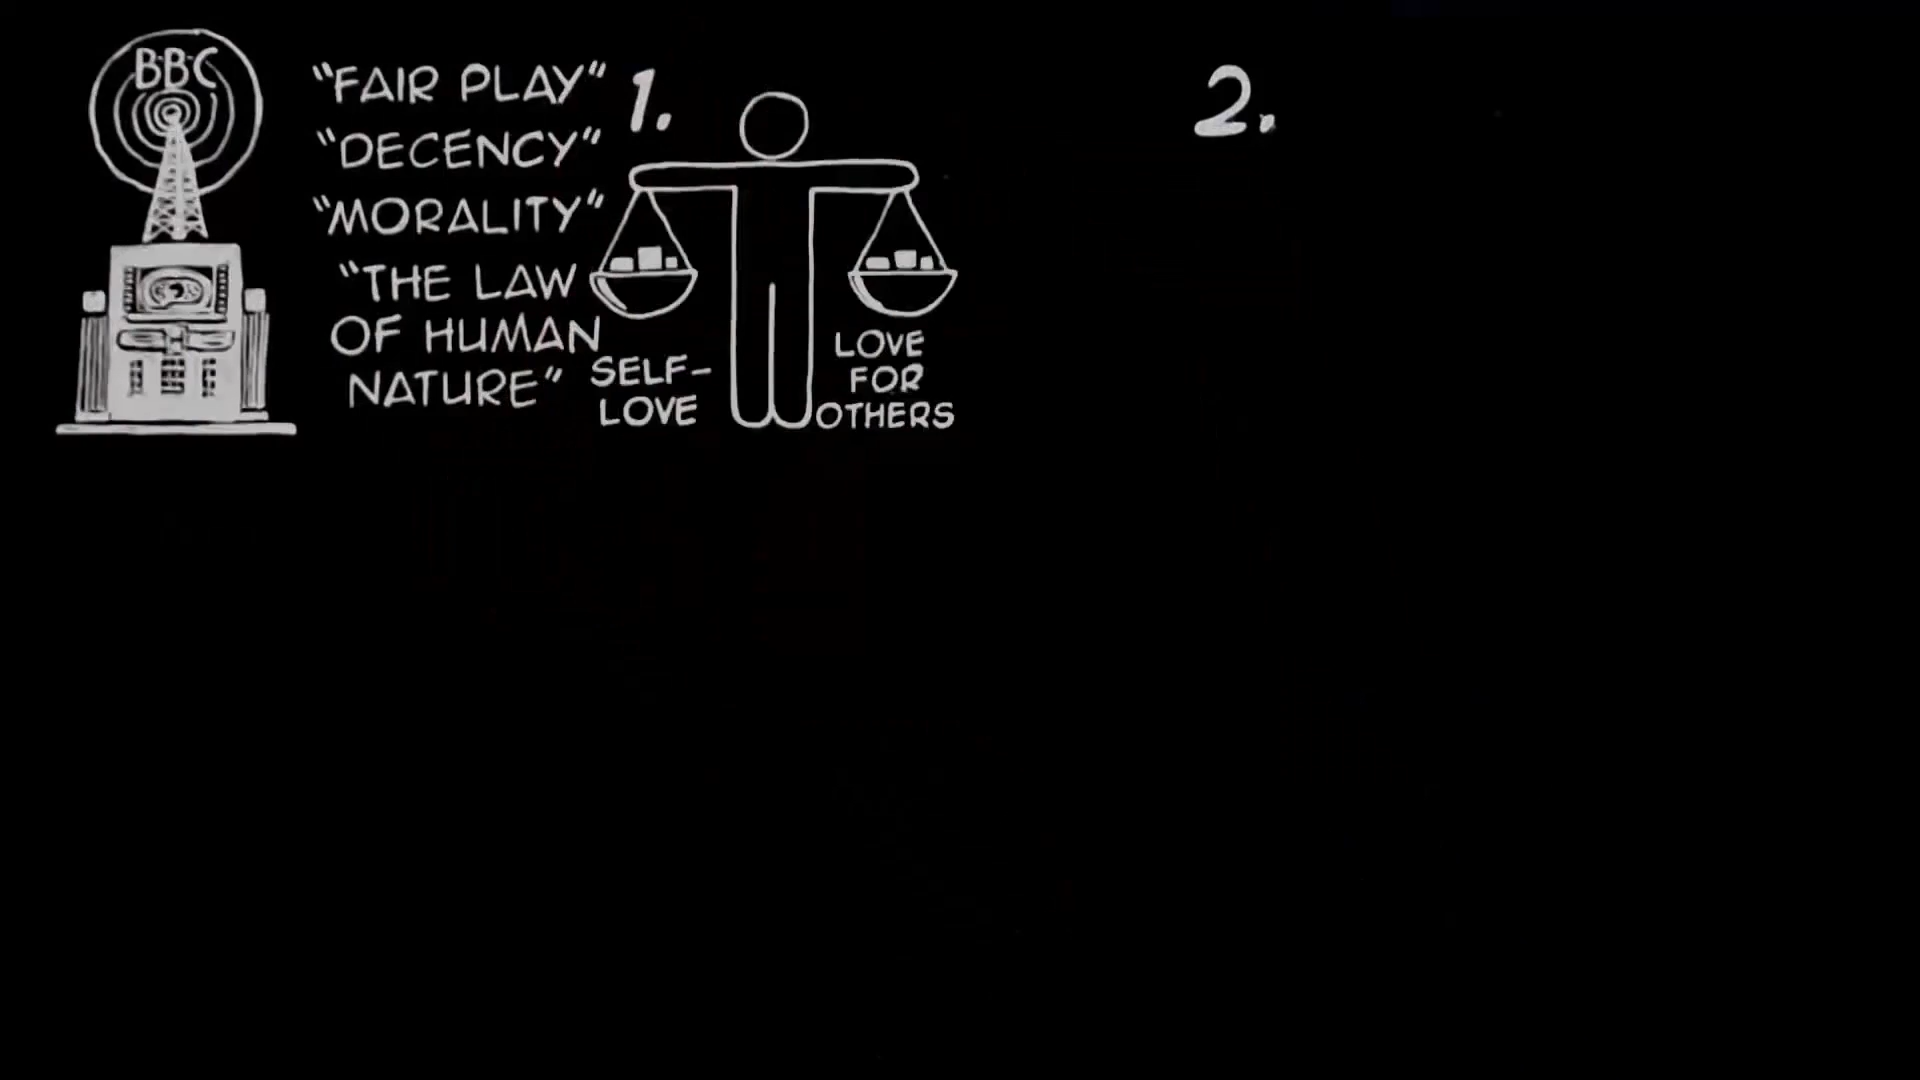 BBC
"FAIR PLAY"
"DECENCY"
"MORALITY"
"THE LAW
OF HUMAN
NATURE"
1.
SELF-
LOVE
LOVE
FOR
OTHERS
2.